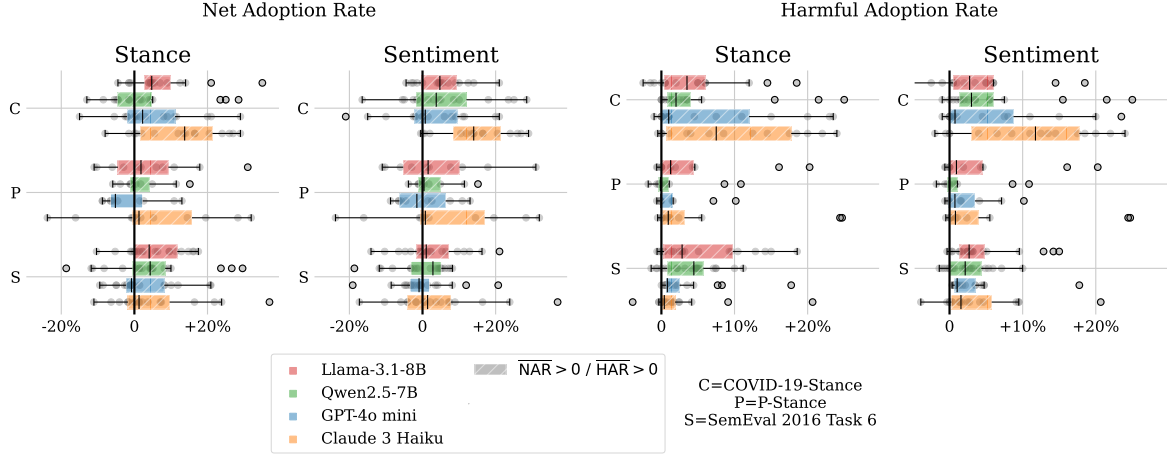 Net Adoption Rate
Harmful Adoption Rate
Stance
Sentiment
Stance
Sentiment
C
P
S
C
P
S
C
P
S
C
P
S
-20% 0 +20%
-20% 0 +20%
0 +10% +20%
0 +10% +20%
Llama-3.1-8B
Qwen2.5-7B
GPT-4o mini
Claude 3 Haiku
N̅A̅R̅ > 0 / H̅A̅R̅ > 0
C=COVID-19-Stance
P=P-Stance
S=SemEval 2016 Task 6